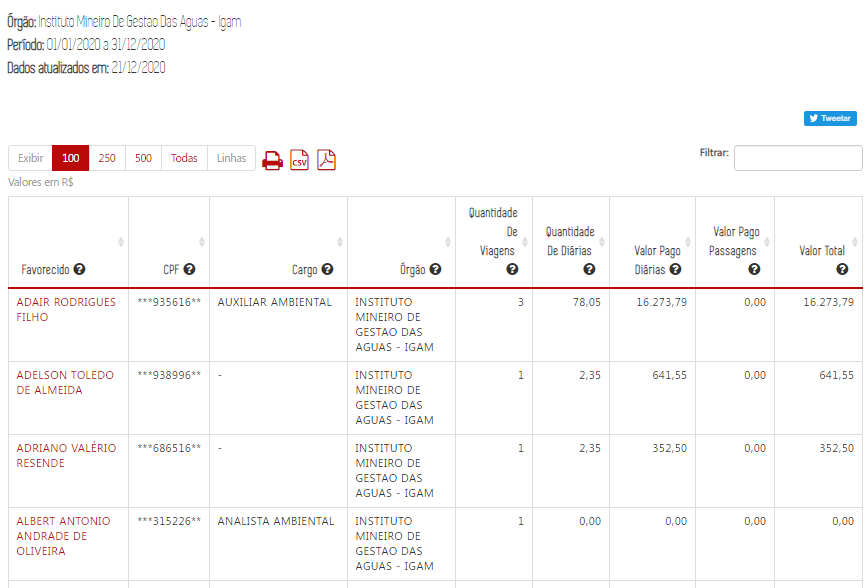 Órgão: Instituto Mineiro De Gestao Das Aguas - Igam
Período: 01/01/2020 a 31/12/2020
Dados atualizados em: 21/12/2020
Tweetar
Exibir 100 250 500 Todas Linhas CSV Filtrar:
Valores em R$
Favorecido ? CPF ? Cargo ? Órgão ? Quantidade De Viagens ? Quantidade De Diárias ? Valor Pago Diárias ? Valor Pago Passagens ? Valor Total ?
ADAIR RODRIGUES FILHO ***935616** AUXILIAR AMBIENTAL INSTITUTO MINEIRO DE GESTAO DAS AGUAS - IGAM 3 78,05 16.273,79 0,00 16.273,79
ADELSON TOLEDO DE ALMEIDA ***938996** - INSTITUTO MINEIRO DE GESTAO DAS AGUAS - IGAM 1 2,35 641,55 0,00 641,55
ADRIANO VALÉRIO RESENDE ***686516** - INSTITUTO MINEIRO DE GESTAO DAS AGUAS - IGAM 1 2,35 352,50 0,00 352,50
ALBERT ANTONIO ANDRADE DE OLIVEIRA ***315226** ANALISTA AMBIENTAL INSTITUTO MINEIRO DE GESTAO DAS AGUAS - IGAM 1 0,00 0,00 0,00 0,00